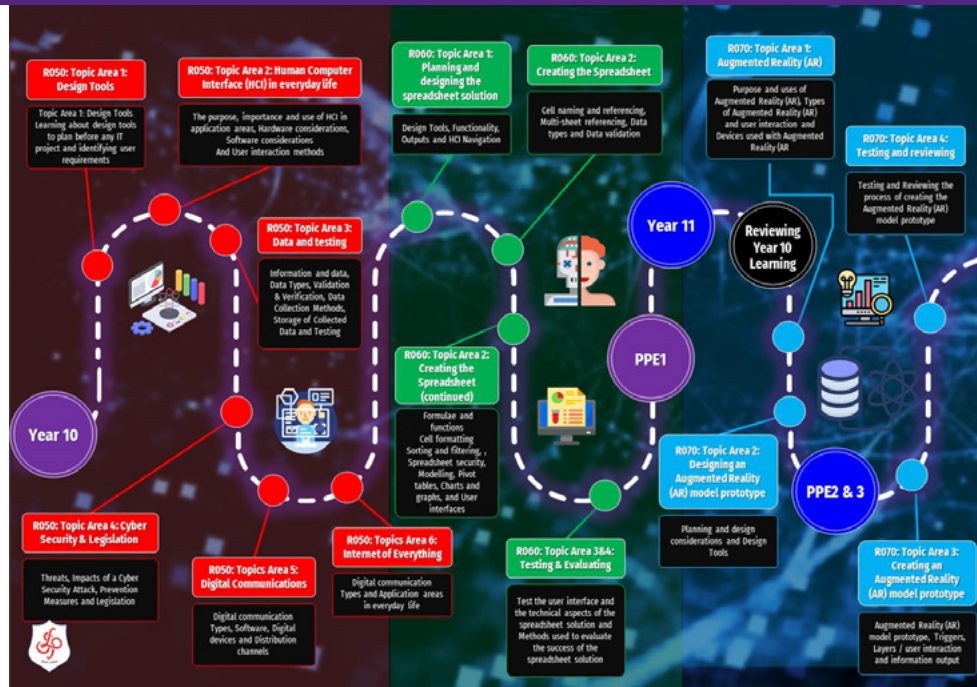 R050: Topic Area 1:
Design Tools
Topic Area 1: Design Tools
Learning about design tools
to plan before any IT
project and identifying user
requirements
R050: Topic Area 2: Human Computer
Interface (HCI) in everyday life
The purpose, importance and use of HCI in
application areas, Hardware considerations,
Software considerations
And User interaction methods
R050: Topic Area 3:
Data and testing
Information and data,
Data Types, Validation
& Verification, Data
Collection Methods,
Storage of Collected
Data and Testing
Year 10
R050: Topic Area 4: Cyber
Security & Legislation
Threats, Impacts of a Cyber
Security Attack, Prevention
Measures and Legislation
R050: Topics Area 5:
Digital Communications
Digital communication
Types, Software, Digital
devices and Distribution
channels
R050: Topics Area 6:
Internet of Everything
Digital communication
Types and Application areas
in everyday life
R060: Topic Area 1:
Planning and
designing the
spreadsheet solution
Design Tools, Functionality,
Outputs and HCI Navigation
R060: Topic Area 2:
Creating the Spreadsheet
Cell naming and referencing,
Multi-sheet referencing, Data
types and Data validation
R060: Topic Area 2:
Creating the
Spreadsheet
(continued)
Formulae and
functions
Cell formatting
Sorting and filtering, ,
Spreadsheet security,
Modelling, Pivot
tables, Charts and
graphs, and User
interfaces
R060: Topic Area 3&4:
Testing & Evaluating
Test the user interface and
the technical aspects of the
spreadsheet solution and
Methods used to evaluate
the success of the
spreadsheet solution
PPE1
Year 11
Reviewing
Year 10
Learning
R070: Topic Area 1:
Augmented Reality (AR)
Purpose and uses of
Augmented Reality (AR), Types
of Augmented Reality (AR)
and user interaction and
Devices used with Augmented
Reality (AR
R070: Topic Area 2:
Designing an
Augmented Reality
(AR) model prototype
Planning and design
considerations and Design
Tools
PPE2 & 3
R070: Topic Area 3:
Creating an
Augmented Reality
(AR) model prototype
Augmented Reality (AR)
model prototype, Triggers,
Layers / user interaction
and information output
R070: Topic Area 4:
Testing and reviewing
Testing and Reviewing the
process of creating the
Augmented Reality (AR)
model prototype